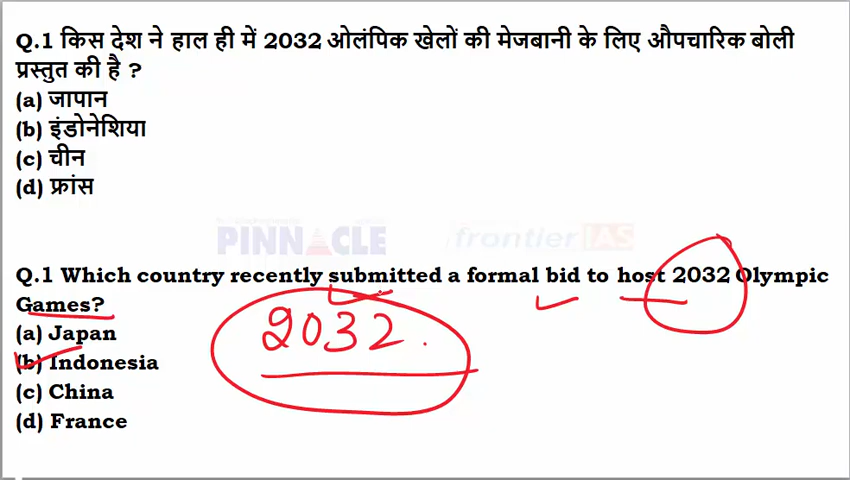 Q.1 किस देश ने हाल ही में 2032 ओलंपिक खेलों की मेजबानी के लिए औपचारिक बोली
प्रस्तुत की है ?
(a) जापान
(b) इंडोनेशिया
(c) चीन
(d) फ्रांस
PINNACLE frontier IAS
Q.1 Which country recently submitted a formal bid to host 2032 Olympic
Games?
2032.
(a) Japan
(b) Indonesia
(c) China
(d) France